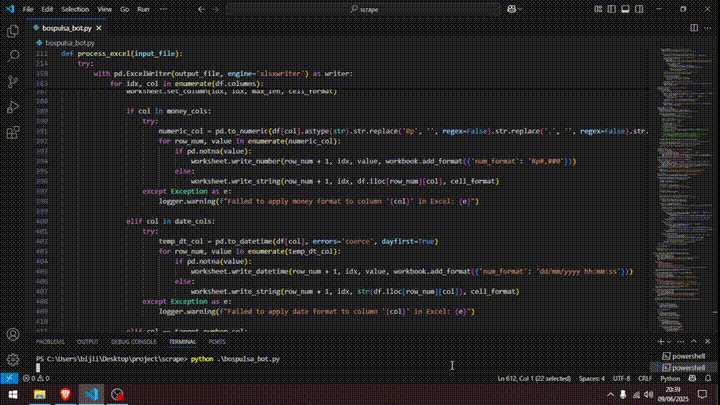 File Edit Selection View Go Run ...
scrape
bospulsa_bot.py
bospulsa_bot.py
212 def process_excel(input_file):
try:
358 with pd.ExcelWriter(output_file, engine='xlsxwriter') as writer:
383 for idx, col in enumerate(df.columns):
387 worksheet.set_column(idx, idx, max_len, cell_format)
388
389 if col in money_cols:
390 try:
391 numeric_col = pd.to_numeric(df[col].astype(str).str.replace('Rp', '', regex=False).str.replace('.', '', regex=False).str.
392 for row_num, value in enumerate(numeric_col):
393 if pd.notna(value):
394 worksheet.write_number(row_num + 1, idx, value, workbook.add_format({'num_format': 'Rp#,##0'}))
395 else:
396 worksheet.write_string(row_num + 1, idx, df.iloc[row_num][col], cell_format)
397 except Exception as e:
398 logger.warning(f"Failed to apply money format to column '{col}' in Excel: {e}")
399
400 elif col in date_cols:
401 try:
402 temp_dt_col = pd.to_datetime(df[col], errors='coerce', dayfirst=True)
403 for row_num, value in enumerate(temp_dt_col):
404 if pd.notna(value):
405 worksheet.write_datetime(row_num + 1, idx, value, workbook.add_format({'num_format': 'dd/mm/yyyy hh:mm:ss'}))
406 else:
407 worksheet.write_string(row_num + 1, idx, str(df.iloc[row_num][col]), cell_format)
408 except Exception as e:
409 logger.warning(f"Failed to apply date format to column '{col}' in Excel: {e}")
410
PROBLEMS OUTPUT DEBUG CONSOLE TERMINAL PORTS
PS C:\Users\bijii\Desktop\project\scrape> python .\bospulsa_bot.py
powershell
powershell
0 0 Ln 612, Col 1 (22 selected) Spaces: 4 UTF-8 CRLF Python
20:39
09/06/2025